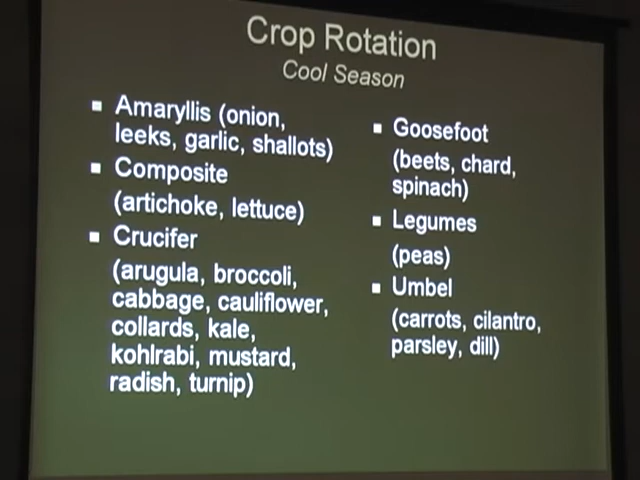 Crop Rotation
Cool Season
▪ Amaryllis (onion,
leeks, garlic, shallots)
▪ Composite
(artichoke, lettuce)
▪ Crucifer
(arugula, broccoli,
cabbage, cauliflower,
collards, kale,
kohlrabi, mustard,
radish, turnip)
▪ Goosefoot
(beets, chard,
spinach)
▪ Legumes
(peas)
▪ Umbel
(carrots, cilantro,
parsley, dill)